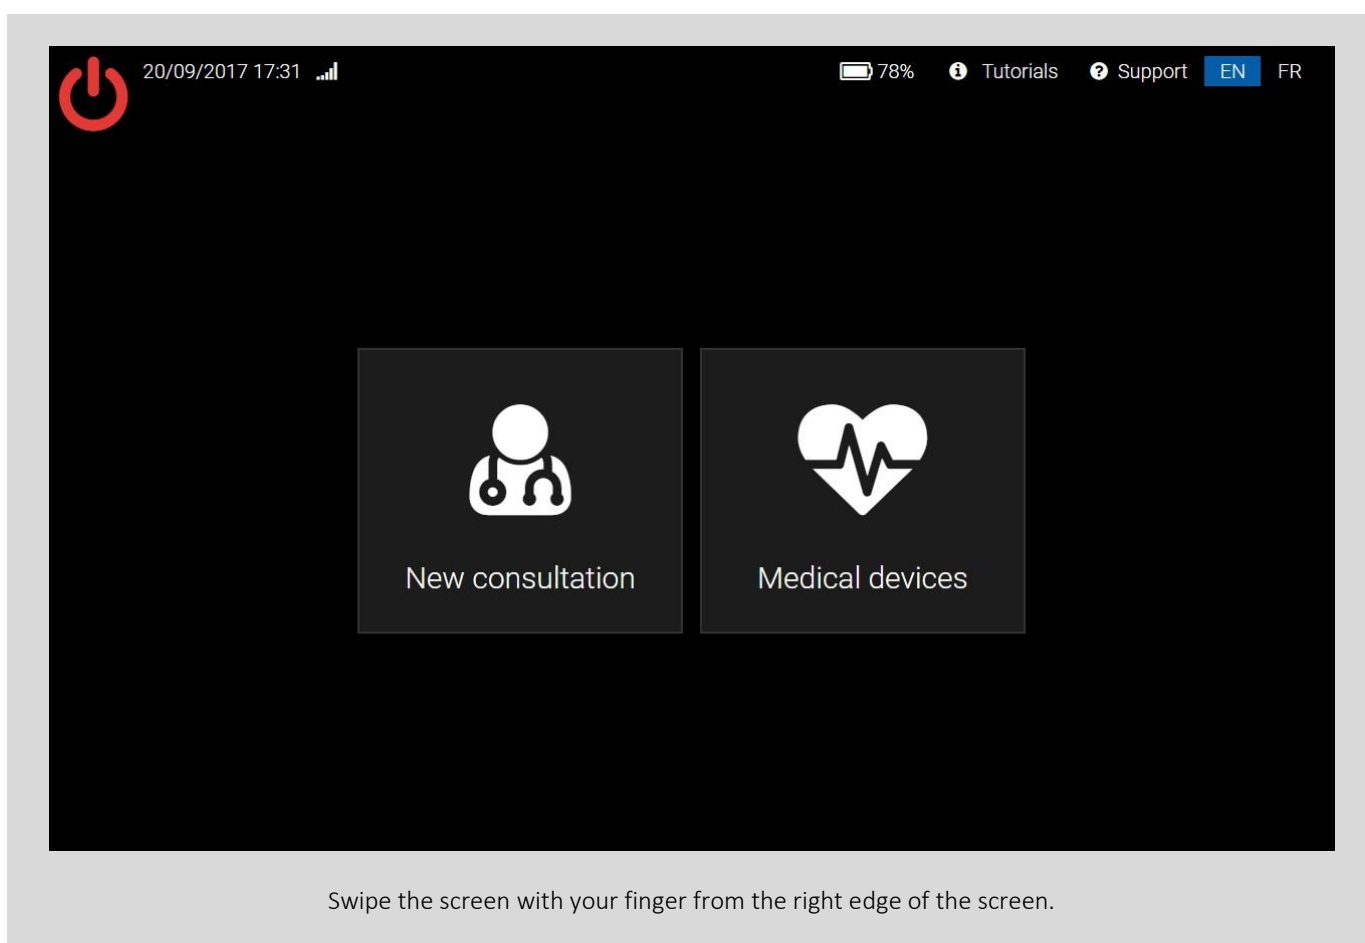 20/09/2017 17:31 78% Tutorials Support EN FR
New consultation Medical devices
Swipe the screen with your finger from the right edge of the screen.